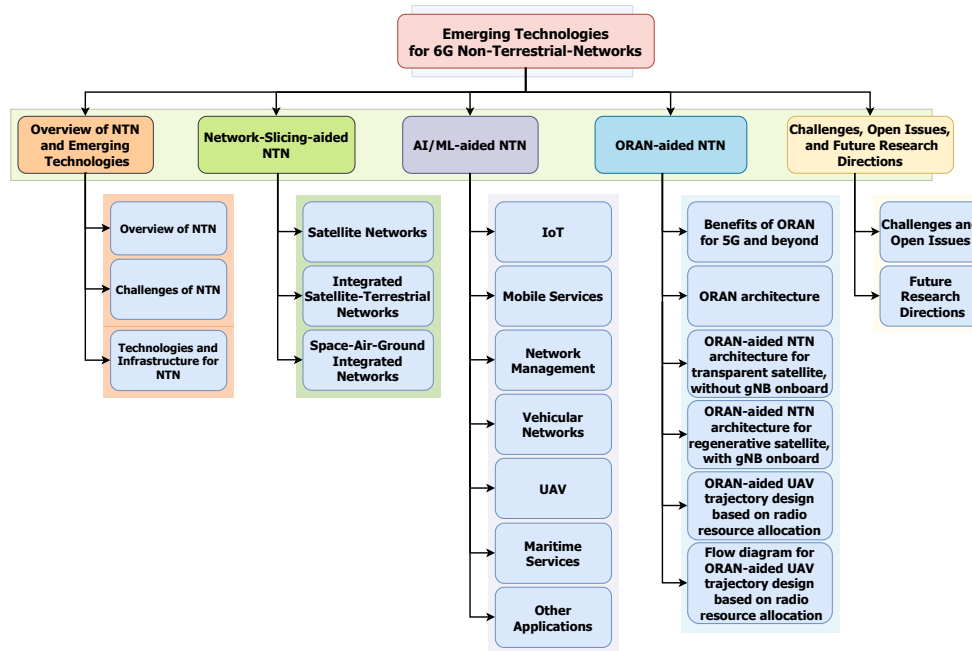 Emerging Technologies
for 6G Non-Terrestrial-Networks
Overview of NTN
and Emerging
Technologies
Network-Slicing-aided
NTN
AI/ML-aided NTN
ORAN-aided NTN
Challenges, Open Issues,
and Future Research
Directions
Overview of NTN
Challenges of NTN
Technologies and
Infrastructure for
NTN
Satellite Networks
Integrated
Satellite-Terrestrial
Networks
Space-Air-Ground
Integrated
Networks
IoT
Mobile Services
Network
Management
Vehicular
Networks
UAV
Maritime
Services
Other
Applications
Benefits of ORAN
for 5G and beyond
ORAN architecture
ORAN-aided NTN
architecture for
transparent satellite,
without gNB onboard
ORAN-aided NTN
architecture for
regenerative satellite,
with gNB onboard
ORAN-aided UAV
trajectory design
based on radio
resource allocation
Flow diagram for
ORAN-aided UAV
trajectory design
based on radio
resource allocation
Challenges and
Open Issues
Future
Research
Directions